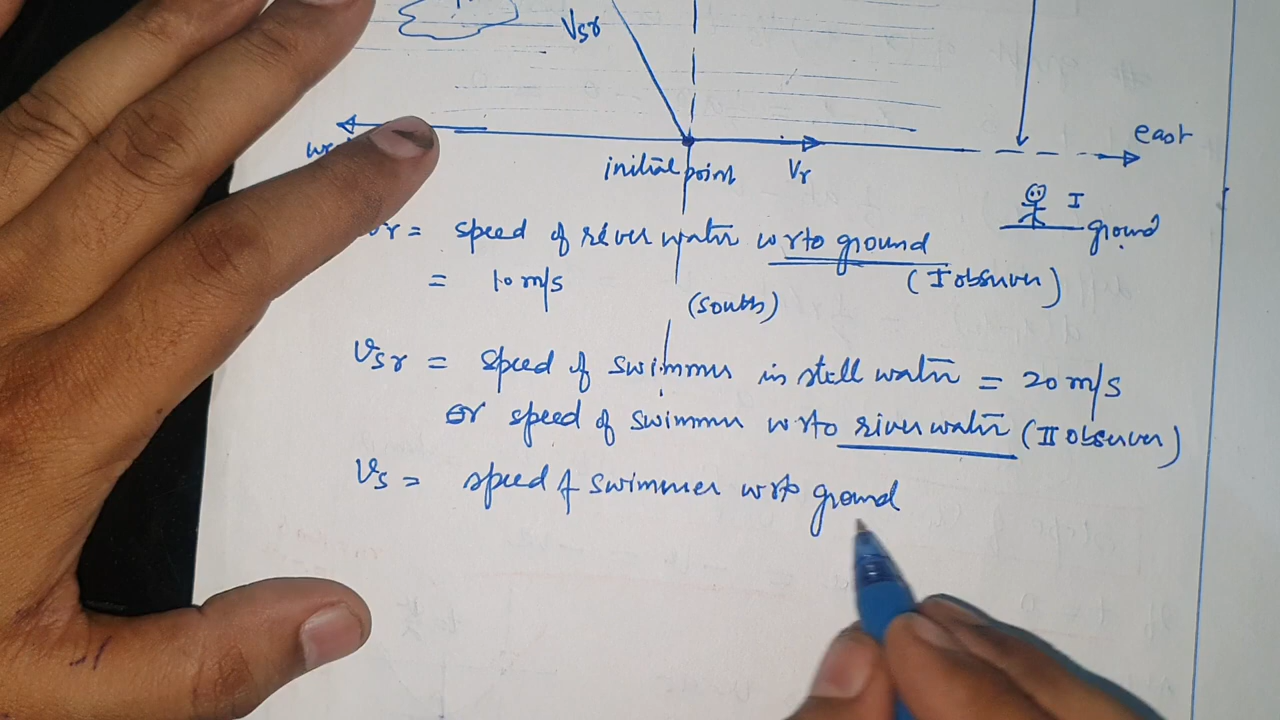 Vsr
east
initial point
Vr
I
ground
= speed of river water w r to ground
(I observer)
= 10 m/s
(South)
Vsr = speed of swimmer in still water = 20 m/s
or speed of swimmer w r to river water (II observer)
Vs = speed of swimmer w r to ground